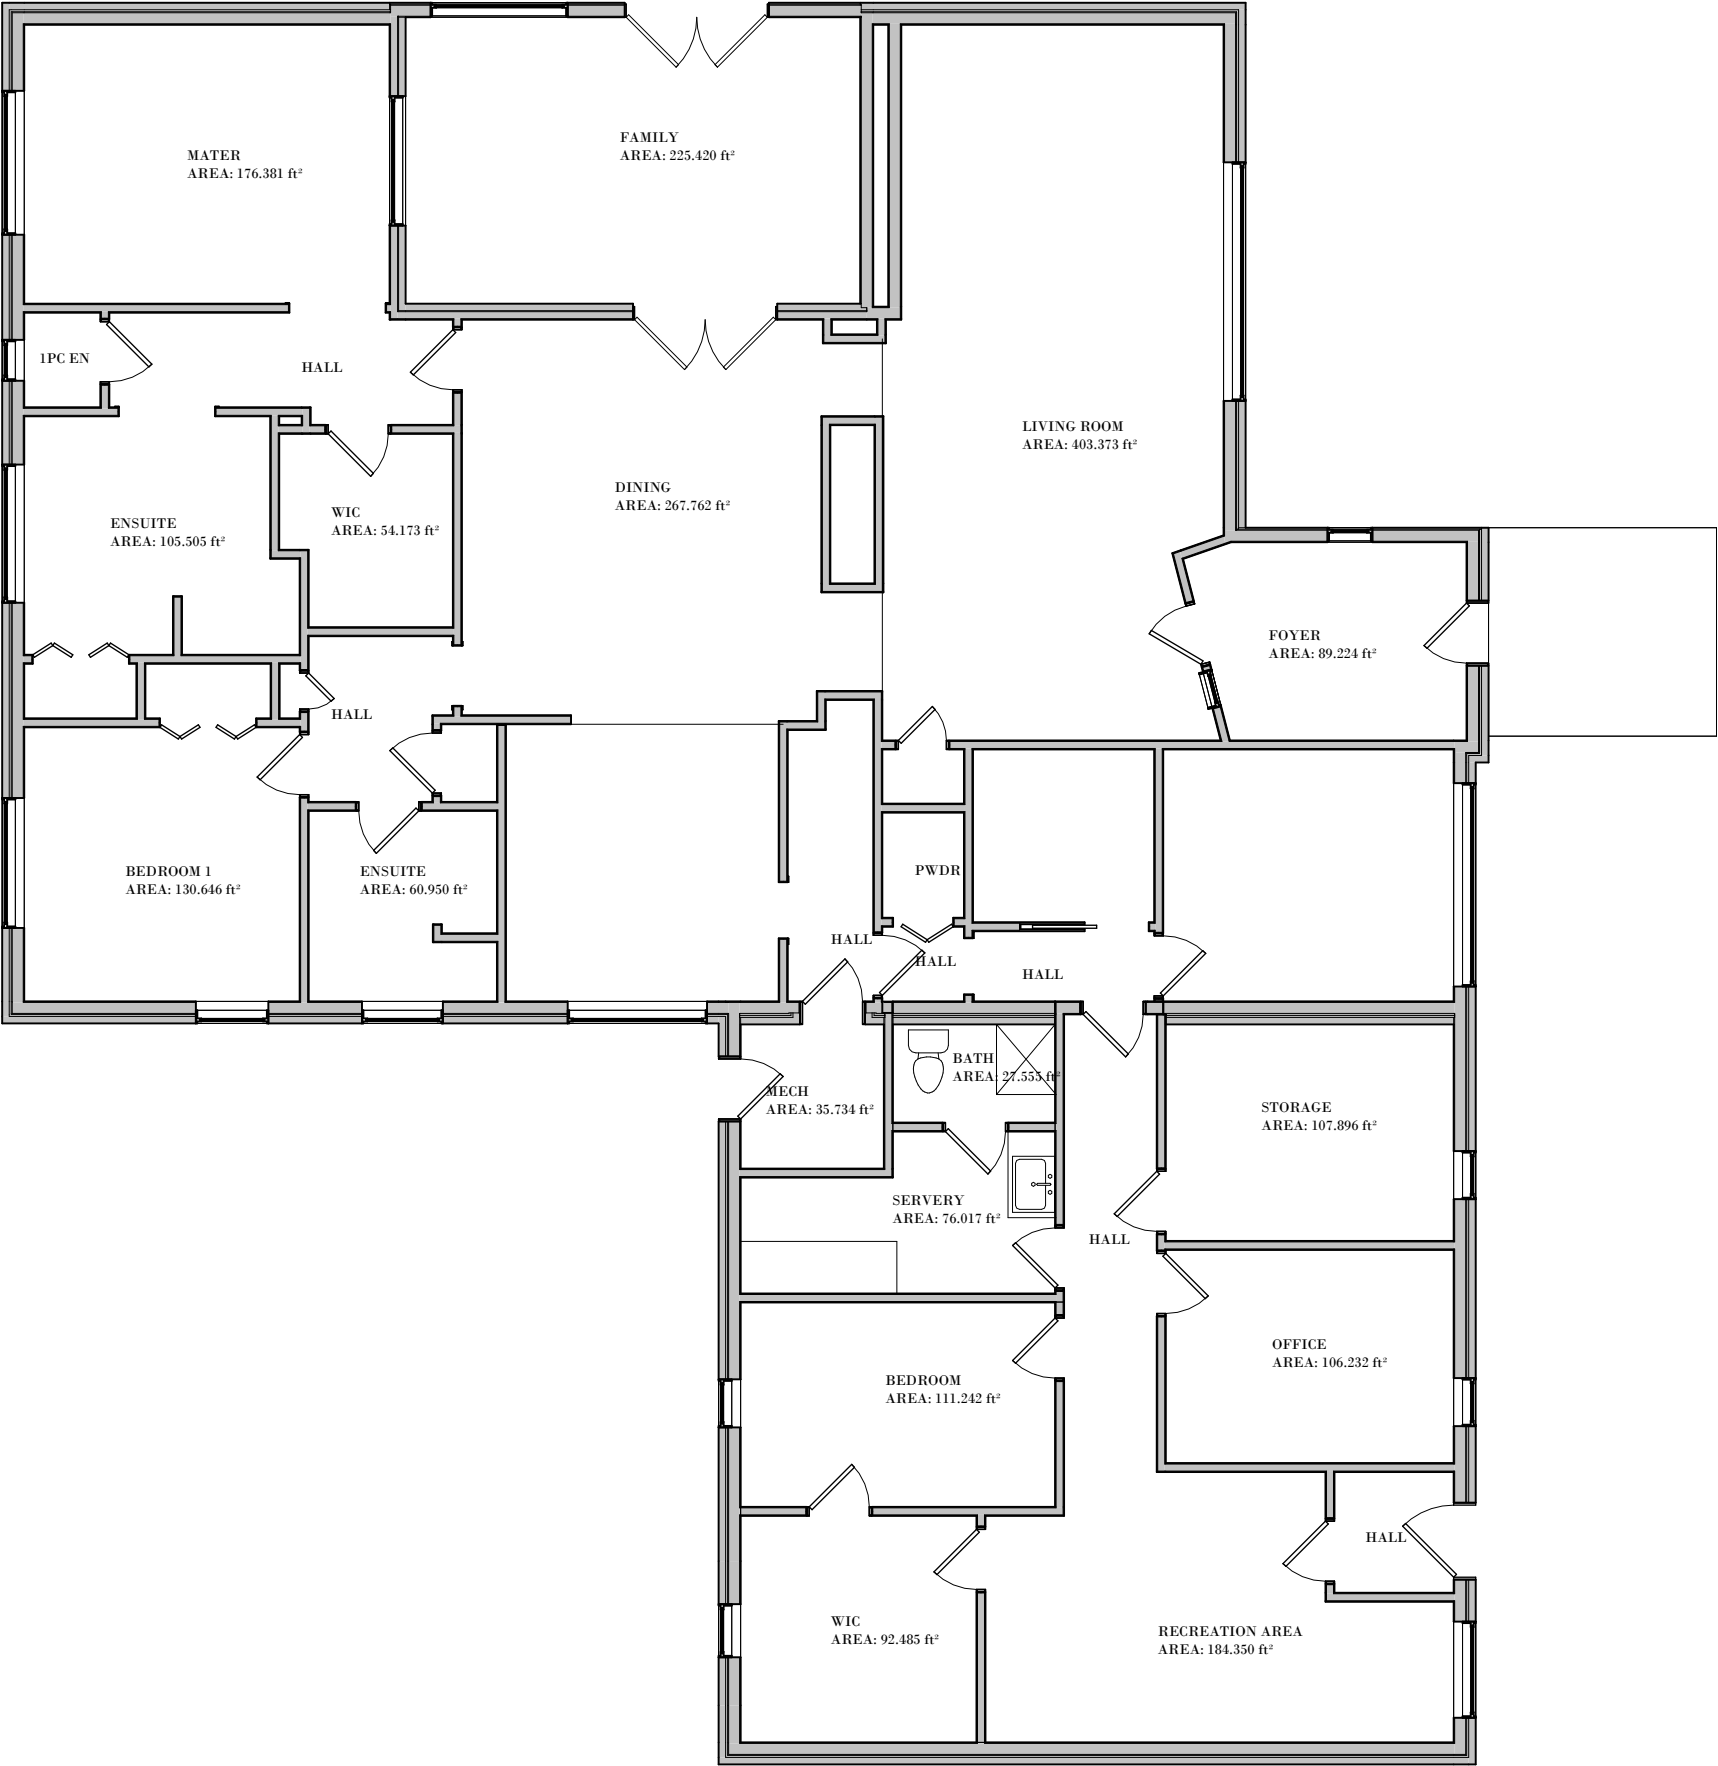 FAMILY
AREA: 225.420 ft²
MATER
AREA: 176.381 ft²
1PC EN
HALL
LIVING ROOM
AREA: 403.373 ft²
DINING
AREA: 267.762 ft²
WIC
AREA: 54.173 ft²
ENSUITE
AREA: 105.505 ft²
FOYER
AREA: 89.224 ft²
HALL
BEDROOM 1
AREA: 130.646 ft²
ENSUITE
AREA: 60.950 ft²
PWDR
HALL
HALL
HALL
BATH
AREA: 27.555 ft²
MECH
AREA: 35.734 ft²
STORAGE
AREA: 107.896 ft²
SERVERY
AREA: 76.017 ft²
HALL
OFFICE
AREA: 106.232 ft²
BEDROOM
AREA: 111.242 ft²
HALL
WIC
AREA: 92.485 ft²
RECREATION AREA
AREA: 184.350 ft²